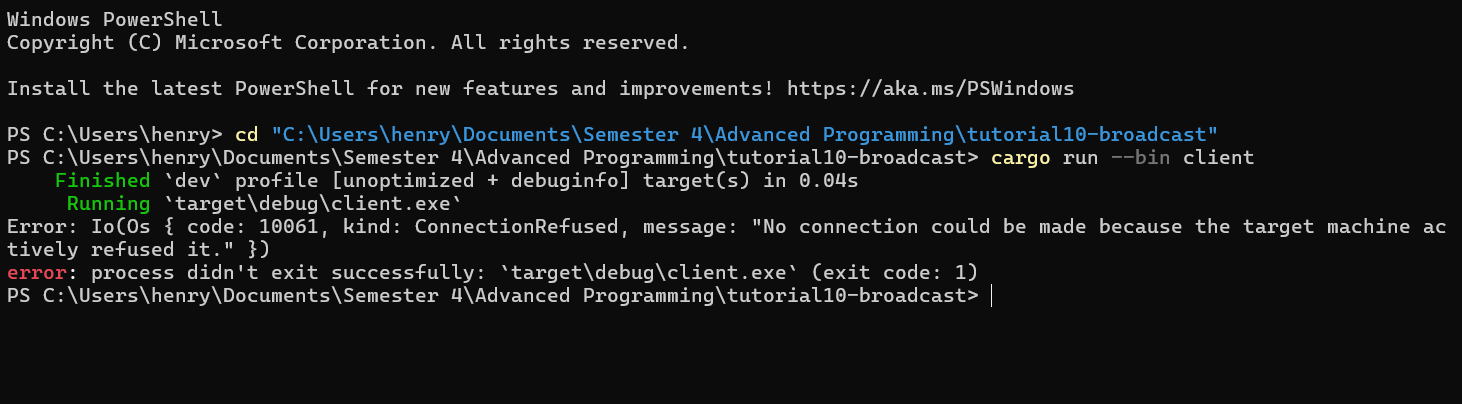 Windows PowerShell
Copyright (C) Microsoft Corporation. All rights reserved.
Install the latest PowerShell for new features and improvements! https://aka.ms/PSWindows
PS C:\Users\henry> cd "C:\Users\henry\Documents\Semester 4\Advanced Programming\tutorial10-broadcast"
PS C:\Users\henry\Documents\Semester 4\Advanced Programming\tutorial10-broadcast> cargo run --bin client
    Finished `dev` profile [unoptimized + debuginfo] target(s) in 0.04s
     Running `target\debug\client.exe`
Error: Io(Os { code: 10061, kind: ConnectionRefused, message: "No connection could be made because the target machine ac
tively refused it." })
error: process didn't exit successfully: `target\debug\client.exe` (exit code: 1)
PS C:\Users\henry\Documents\Semester 4\Advanced Programming\tutorial10-broadcast>